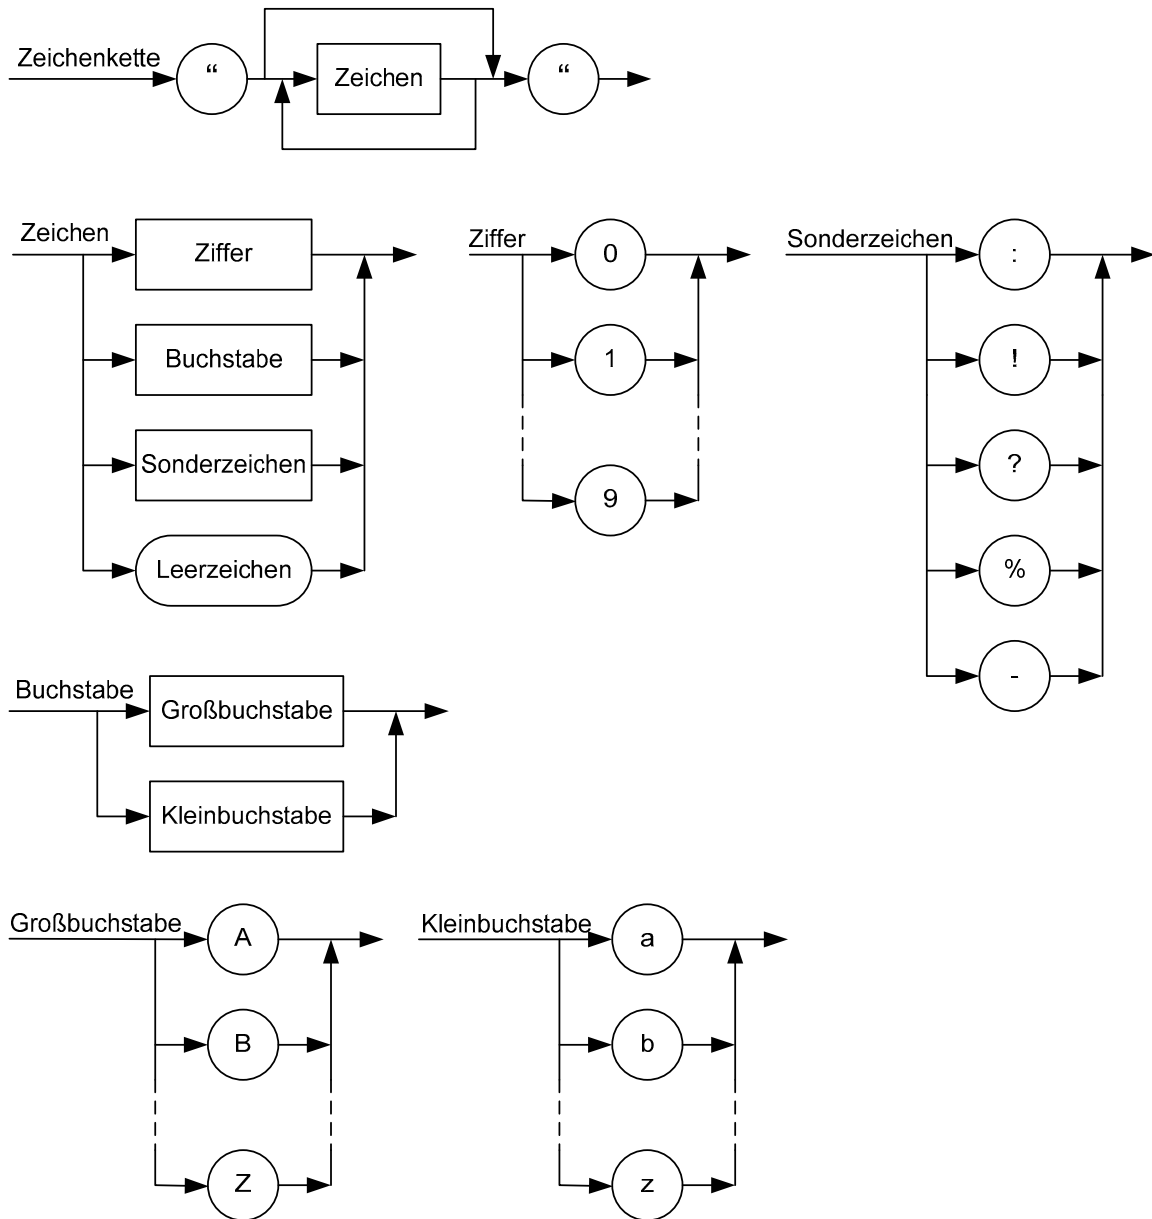 Zeichenkette
“ Zeichen “
Zeichen
Ziffer
Buchstabe
Sonderzeichen
Leerzeichen
Ziffer
0
1
9
Sonderzeichen
:
!
?
%
-
Buchstabe
Großbuchstabe
Kleinbuchstabe
Großbuchstabe
A
B
Z
Kleinbuchstabe
a
b
z